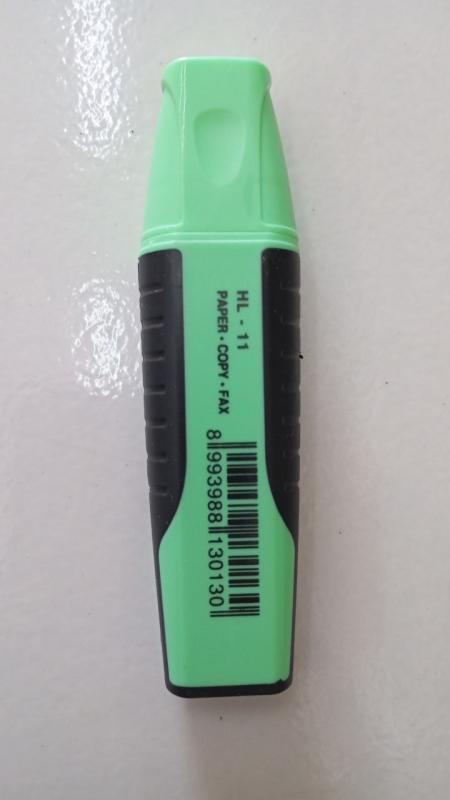 HL - 11
PAPER • COPY • FAX
8 993988 130130